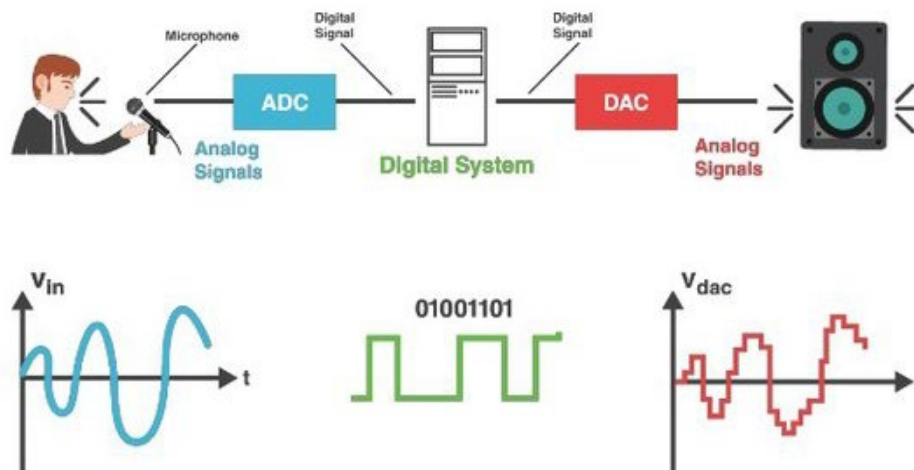 Microphone
Digital
Signal
Digital
Signal
ADC
DAC
Analog
Signals
Digital System
Analog
Signals
Vin
t
01001101
Vdac